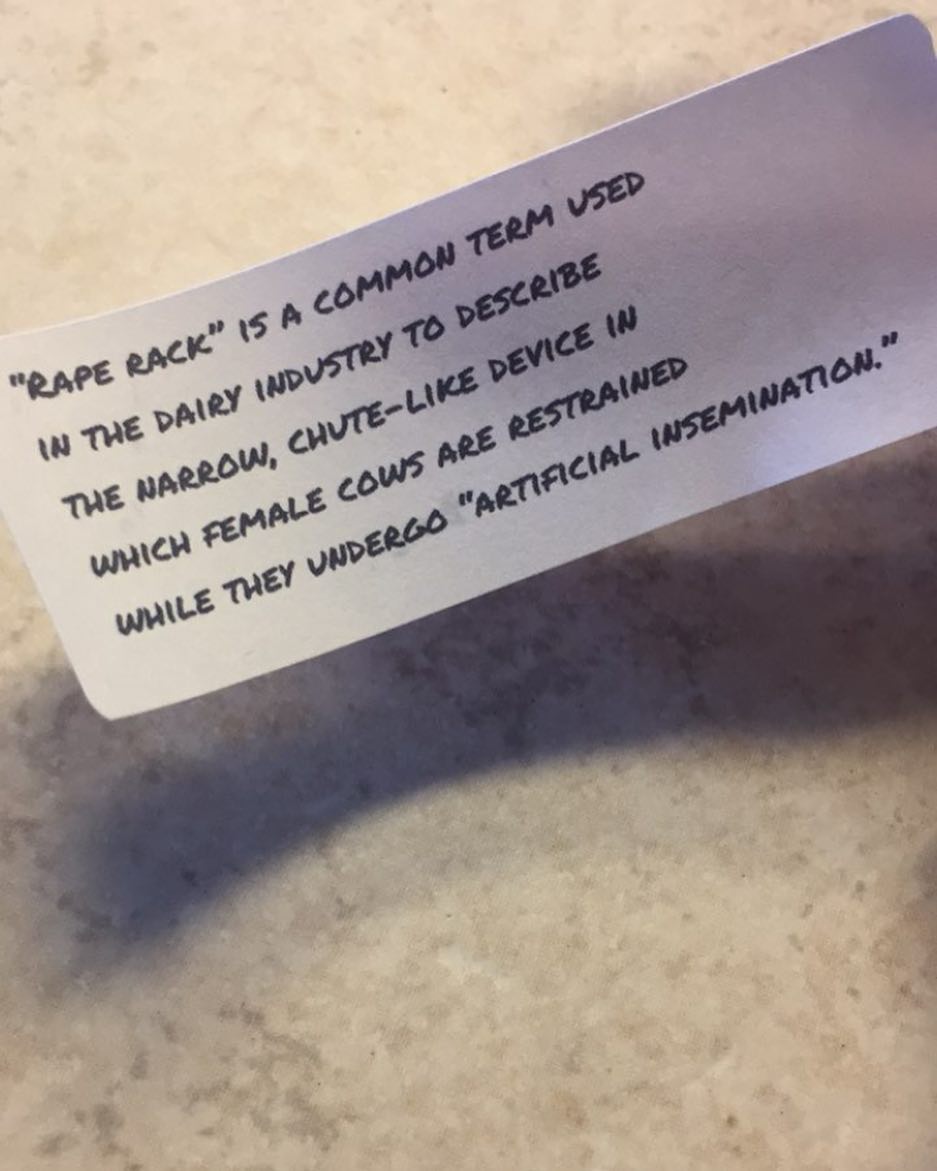 "RAPE RACK" IS A COMMON TERM USED
IN THE DAIRY INDUSTRY TO DESCRIBE
THE NARROW, CHUTE-LIKE DEVICE IN
WHICH FEMALE COWS ARE RESTRAINED
WHILE THEY UNDERGO "ARTIFICIAL INSEMINATION."